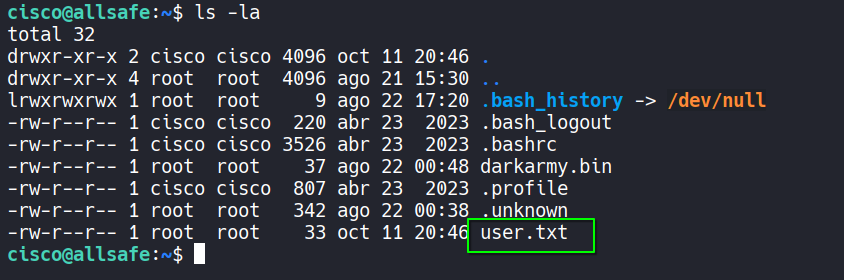 cisco@allsafe:~$ ls -la
total 32
drwxr-xr-x 2 cisco cisco 4096 oct 11 20:46 .
drwxr-xr-x 4 root  root  4096 ago 21 15:30 ..
lrwxrwxrwx 1 root  root     9 ago 22 17:20 .bash_history -> /dev/null
-rw-r--r-- 1 cisco cisco  220 abr 23  2023 .bash_logout
-rw-r--r-- 1 cisco cisco 3526 abr 23  2023 .bashrc
-rw-r--r-- 1 root  root    37 ago 22 00:48 darkarmy.bin
-rw-r--r-- 1 cisco cisco  807 abr 23  2023 .profile
-rw-r--r-- 1 root  root   342 ago 22 00:38 .unknown
-rw-r--r-- 1 root  root    33 oct 11 20:46 user.txt
cisco@allsafe:~$